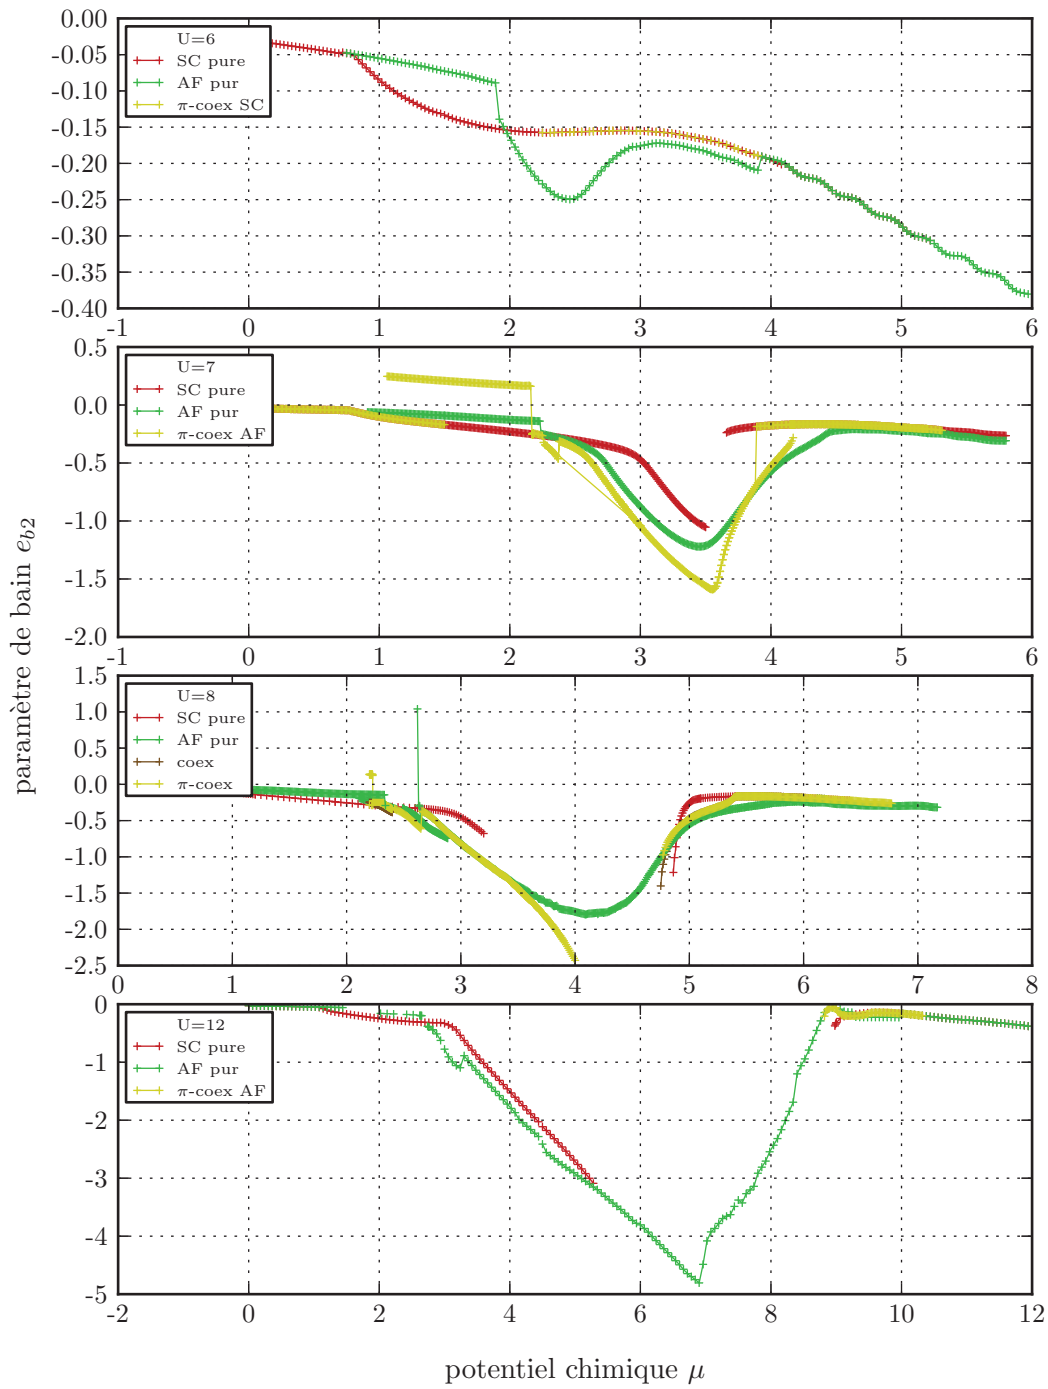 paramètre de bain e_{b2}
0.00
-0.05
-0.10
-0.15
-0.20
-0.25
-0.30
-0.35
-0.40
U=6
SC pure
AF pur
π-coex SC
-1 0 1 2 3 4 5 6
0.5
0.0
-0.5
-1.0
-1.5
-2.0
U=7
SC pure
AF pur
π-coex AF
-1 0 1 2 3 4 5 6
1.5
1.0
0.5
0.0
-0.5
-1.0
-1.5
-2.0
-2.5
U=8
SC pure
AF pur
coex
π-coex
0 1 2 3 4 5 6 7 8
0
-1
-2
-3
-4
-5
U=12
SC pure
AF pur
π-coex AF
-2 0 2 4 6 8 10 12
potentiel chimique μ